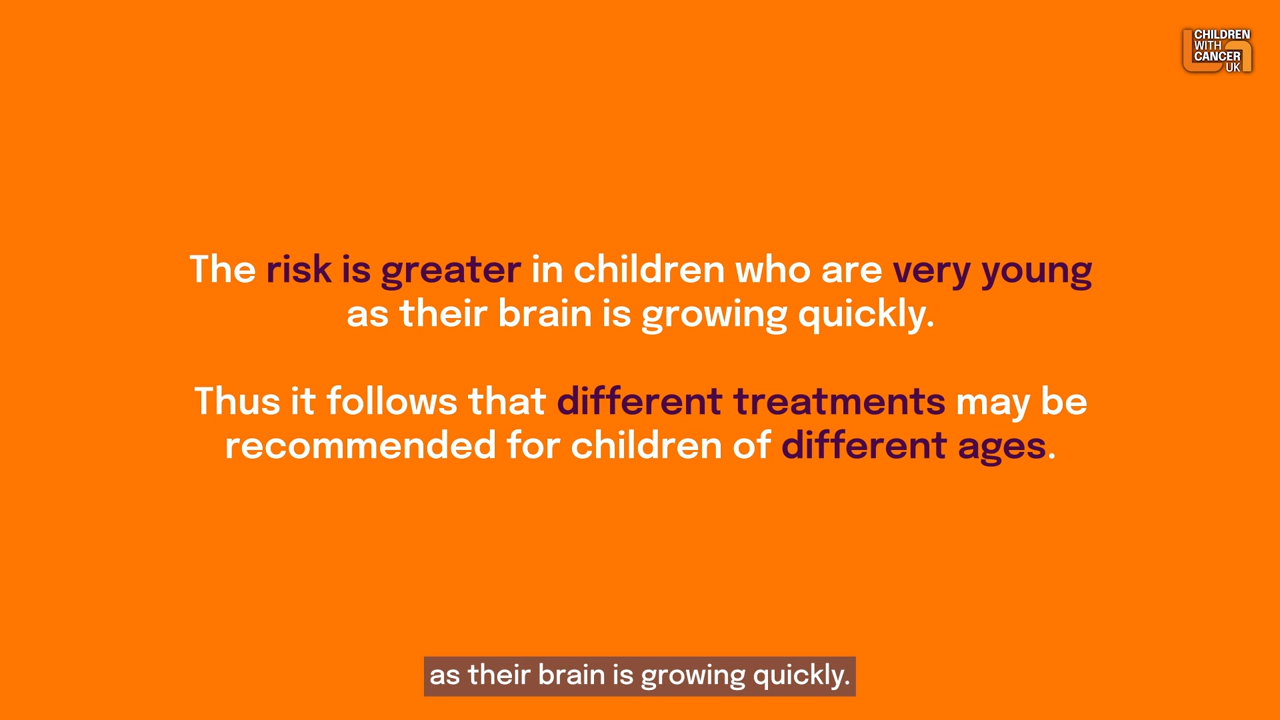 CHILDREN
WITH
CANCER
UK
The risk is greater in children who are very young
as their brain is growing quickly.
Thus it follows that different treatments may be
recommended for children of different ages.
as their brain is growing quickly.